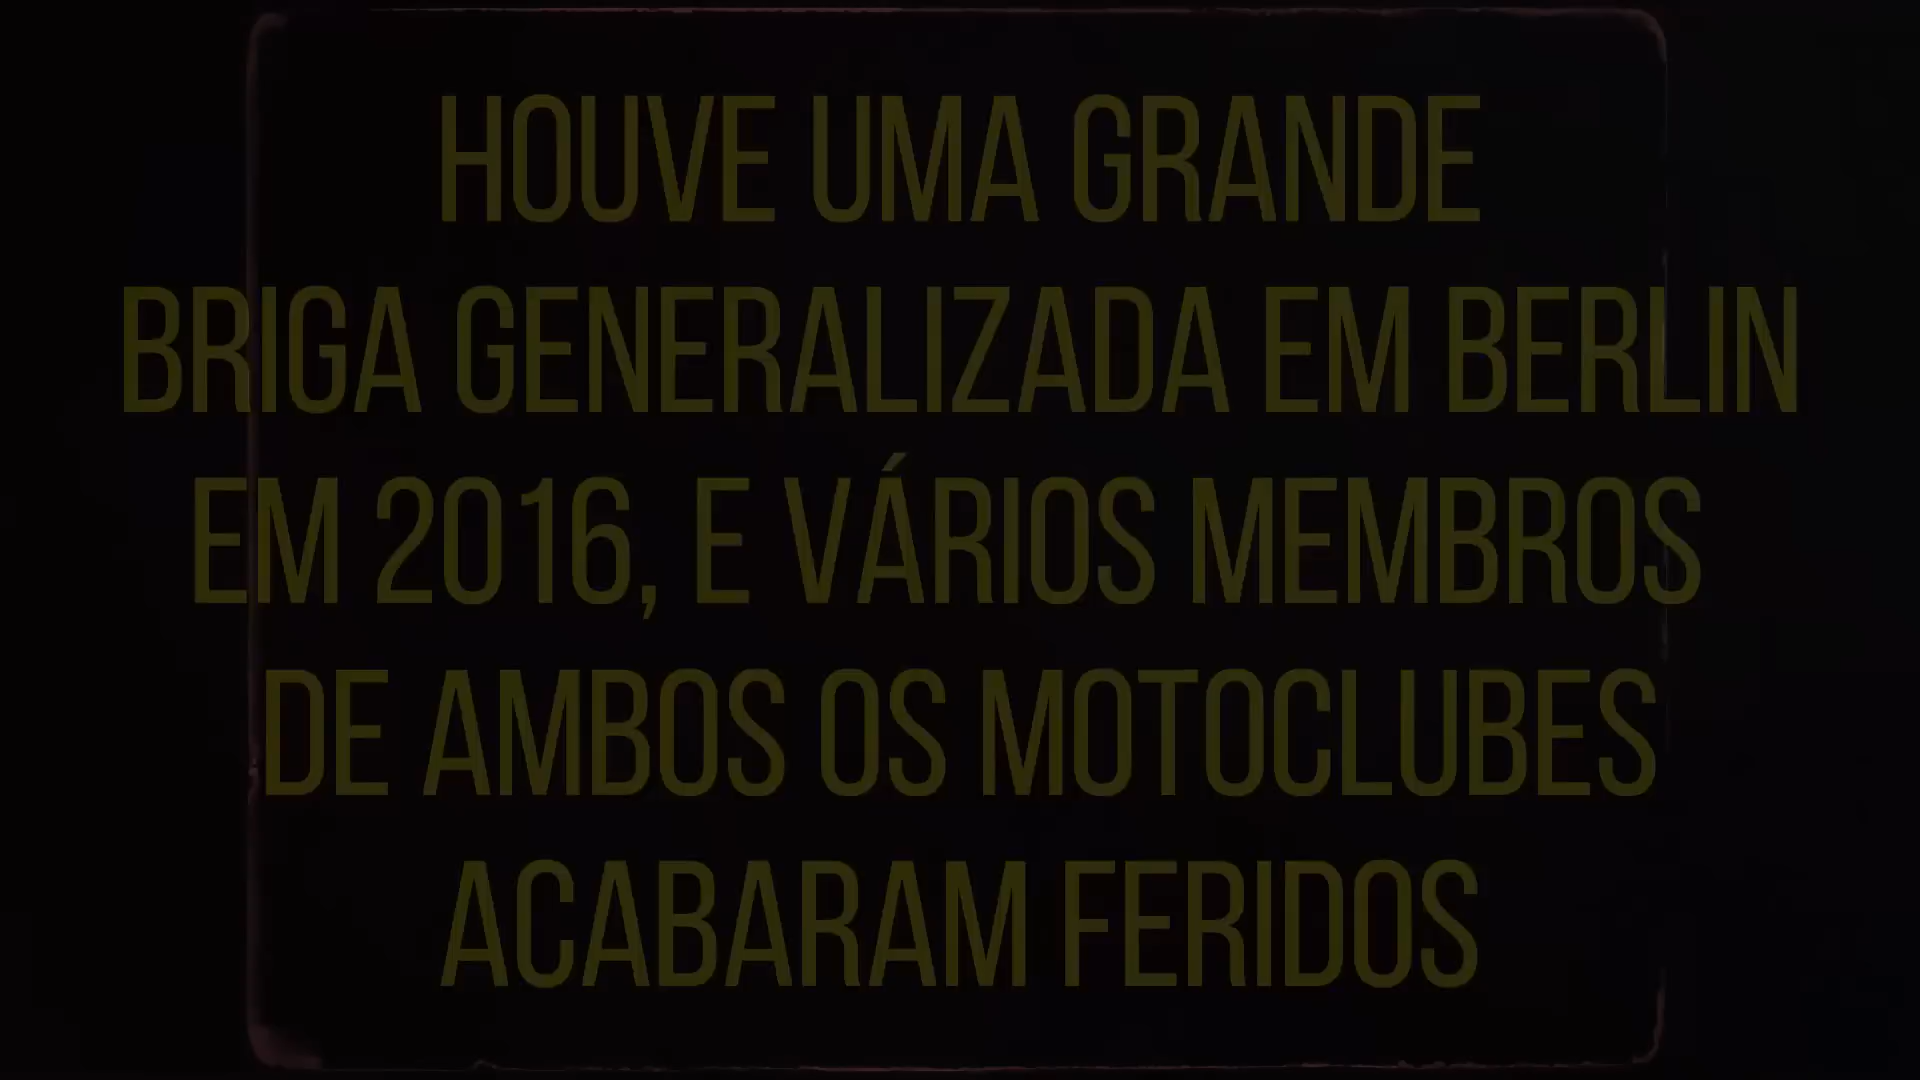 HOUVE UMA GRANDE
BRIGA GENERALIZADA EM BERLIN
EM 2016, E VÁRIOS MEMBROS
DE AMBOS OS MOTOCLUBES
ACABARAM FERIDOS